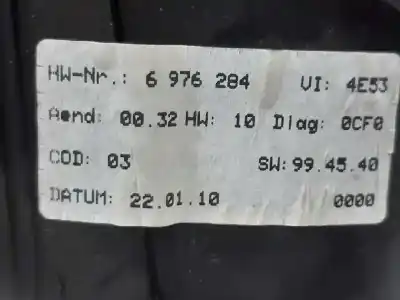 HW-Nr.: 6 976 284 VI: 4E53
Aend: 00.32 HW: 10 Diag: 0CF0
COD: 03 SW: 99.45.40
DATUM: 22.01.10 0000